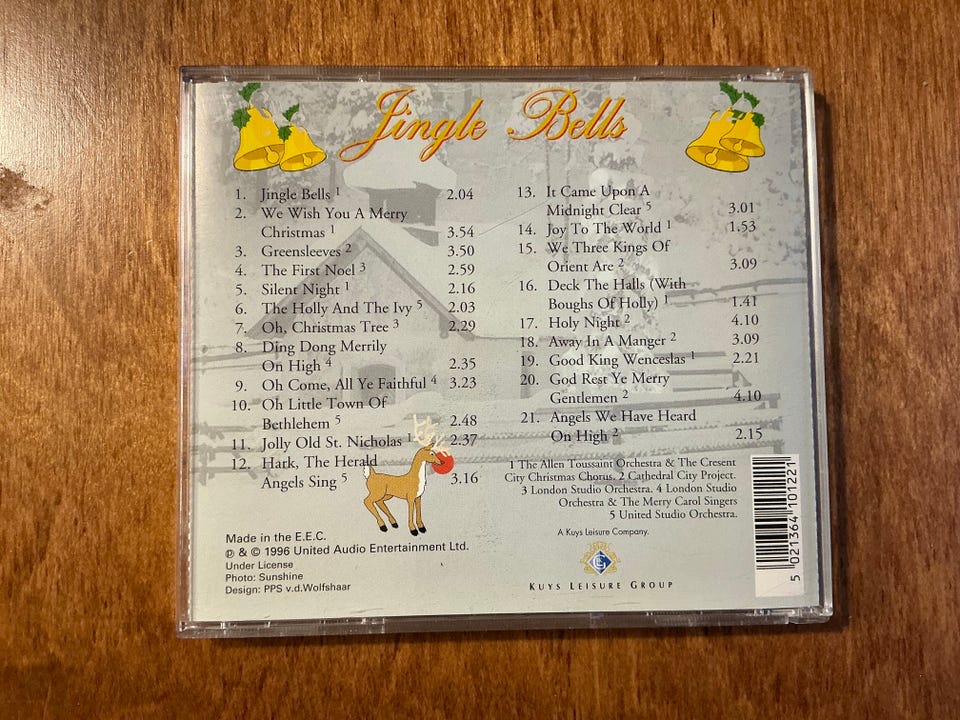 Jingle Bells
1. Jingle Bells 1 2.04
2. We Wish You A Merry
Christmas 1 3.54
3. Greensleeves 2 3.50
4. The First Noel 3 2.59
5. Silent Night 1 2.16
6. The Holly And The Ivy 5 2.03
7. Oh, Christmas Tree 3 2.29
8. Ding Dong Merrily
On High 4 2.35
9. Oh Come, All Ye Faithful 4 3.23
10. Oh Little Town Of
Bethlehem 5 2.48
11. Jolly Old St. Nicholas 1 2.37
12. Hark, The Herald
Angels Sing 5 3.16
13. It Came Upon A
Midnight Clear 5 3.01
14. Joy To The World 1 1.53
15. We Three Kings Of
Orient Are 2 3.09
16. Deck The Halls (With
Boughs Of Holly) 1 1.41
17. Holy Night 2 4.10
18. Away In A Manger 2 3.09
19. Good King Wenceslas 1 2.21
20. God Rest Ye Merry
Gentlemen 2 4.10
21. Angels We Have Heard
On High 2 2.15
1 The Allen Toussaint Orchestra & The Cresent
City Christmas Chorus. 2 Cathedral City Project.
3 London Studio Orchestra. 4 London Studio
Orchestra & The Merry Carol Singers
5 United Studio Orchestra.
A Kuys Leisure Company.
KUYS LEISURE GROUP
Made in the E.E.C.
℗ & © 1996 United Audio Entertainment Ltd.
Under License
Photo: Sunshine
Design: PPS v.d.Wolfshaar
5 021364 101221